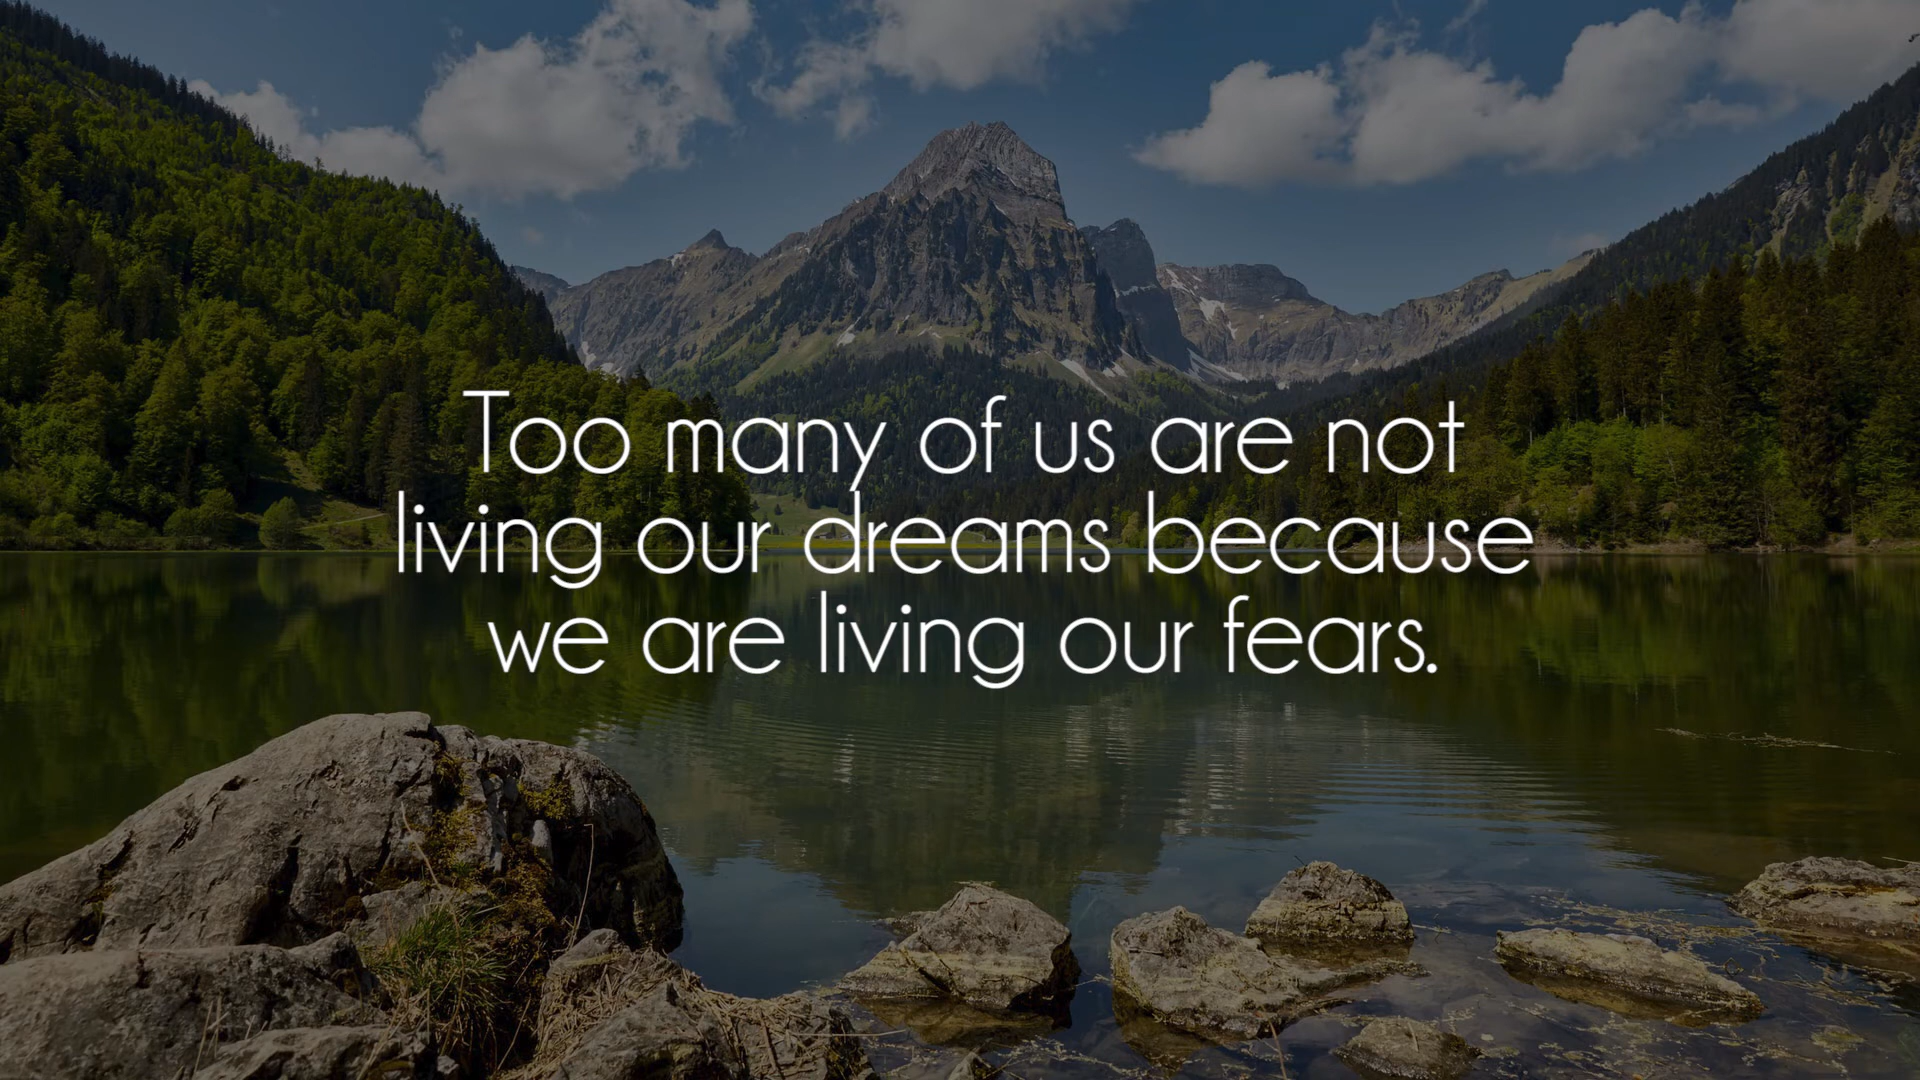 Too many of us are not
living our dreams because
we are living our fears.